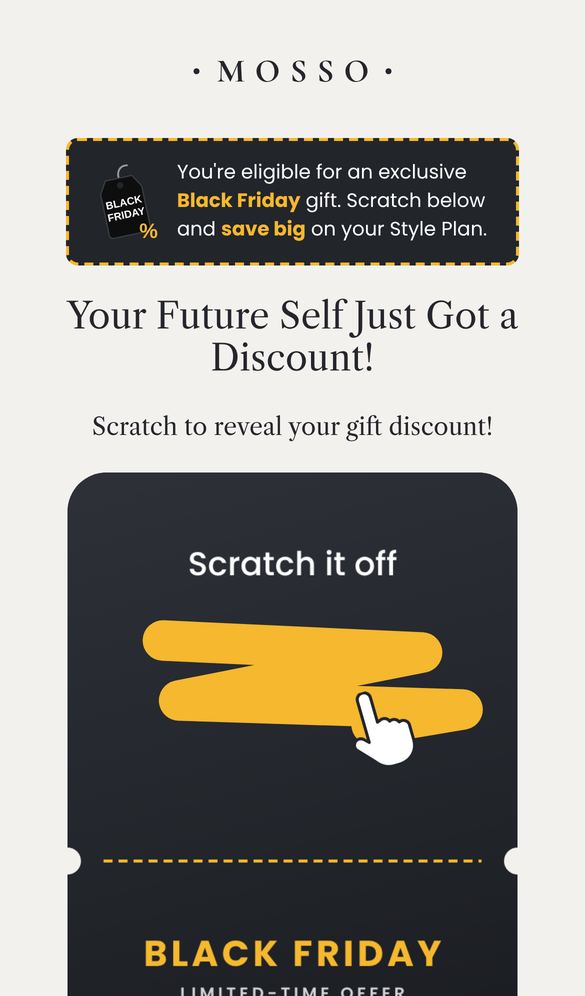 · MOSSO ·
BLACK
FRIDAY
%
You're eligible for an exclusive
Black Friday gift. Scratch below
and save big on your Style Plan.
Your Future Self Just Got a
Discount!
Scratch to reveal your gift discount!
Scratch it off
BLACK FRIDAY
LIMITED-TIME OFFER